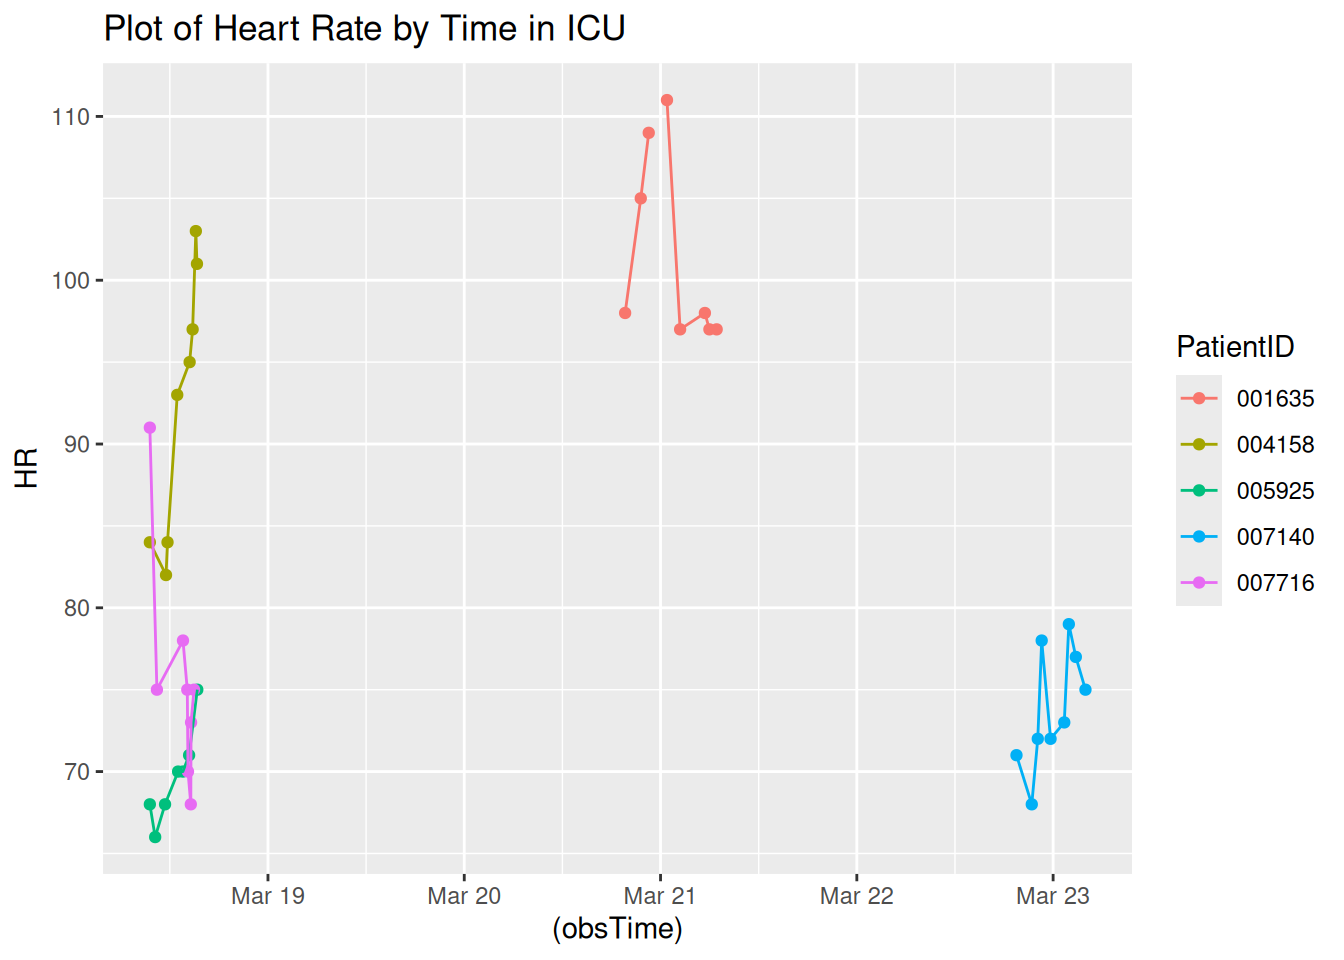 Plot of Heart Rate by Time in ICU
110
100
90
80
70
HR
Mar 19
Mar 20
Mar 21
Mar 22
Mar 23
(obsTime)
PatientID
001635
004158
005925
007140
007716